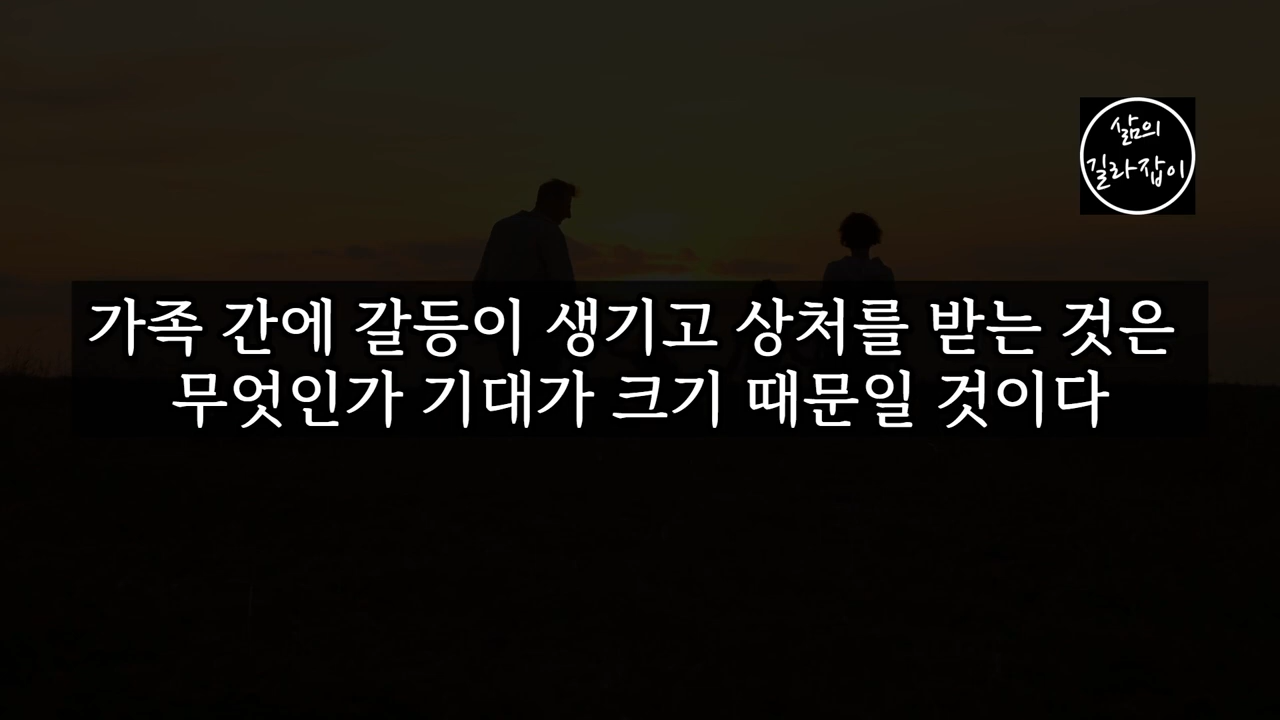 삶의
길라잡이
가족 간에 갈등이 생기고 상처를 받는 것은
무엇인가 기대가 크기 때문일 것이다